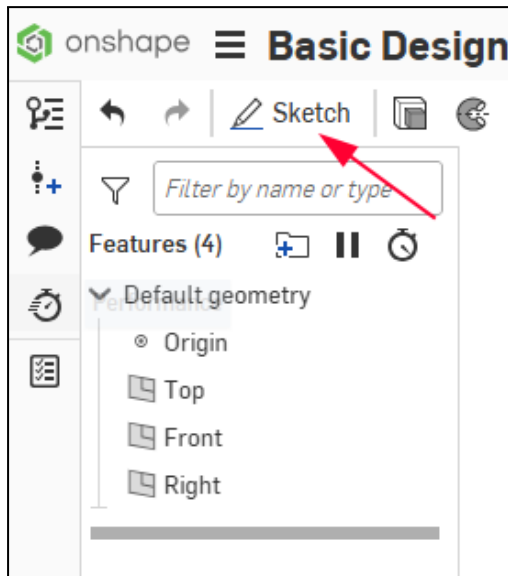 onshape Basic Design
Sketch
Filter by name or type
Features (4)
Default geometry
Origin
Top
Front
Right